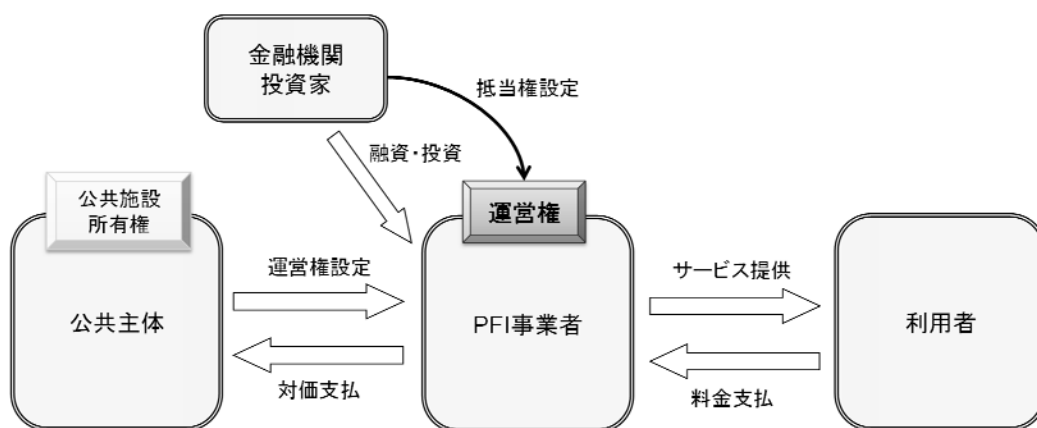 金融機関
投資家
抵当権設定
融資・投資
公共施設
所有権
運営権
運営権設定
サービス提供
公共主体
PFI事業者
利用者
対価支払
料金支払